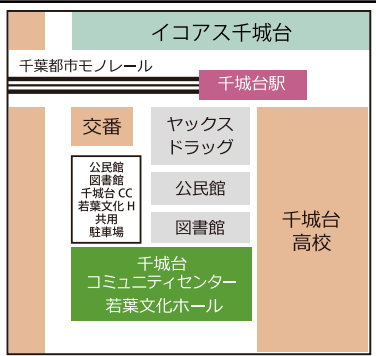 イコアス千城台
千葉都市モノレール
千城台駅
交番
ヤックス
ドラッグ
公民館
図書館
千城台 CC
若葉文化 H
共用
駐車場
公民館
図書館
千城台
高校
千城台
コミュニティセンター
若葉文化ホール